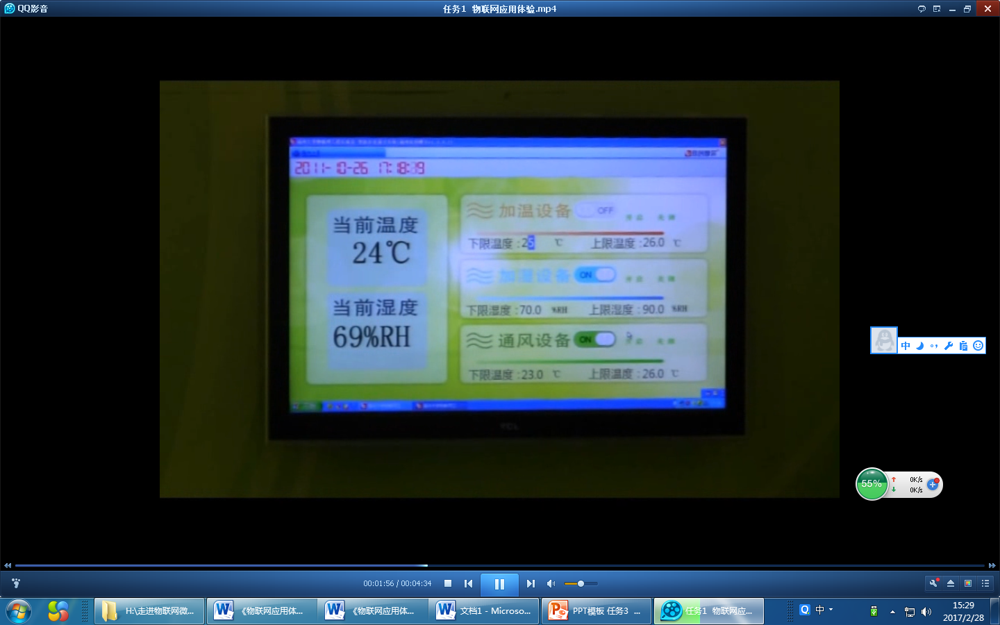 QQ影音
任务1 物联网应用体验.mp4
2011-10-26 17:18:39
当前温度
24℃
当前湿度
69%RH
加温设备 OFF
下限温度 :25 ℃ 上限温度 :26.0 ℃
加湿设备 ON
下限湿度 :70.0 %RH 上限湿度 :90.0 %RH
通风设备 ON
下限温度 :23.0 ℃ 上限温度 :26.0 ℃
TCL
中
55%
0K/s
0K/s
00:01:56 / 00:04:34
H:\走进物联网微...
《物联网应用体...
《物联网应用体...
文档1 - Microso...
PPT模板 任务3 ...
任务1 物联网应...
中
15:29
2017/2/28